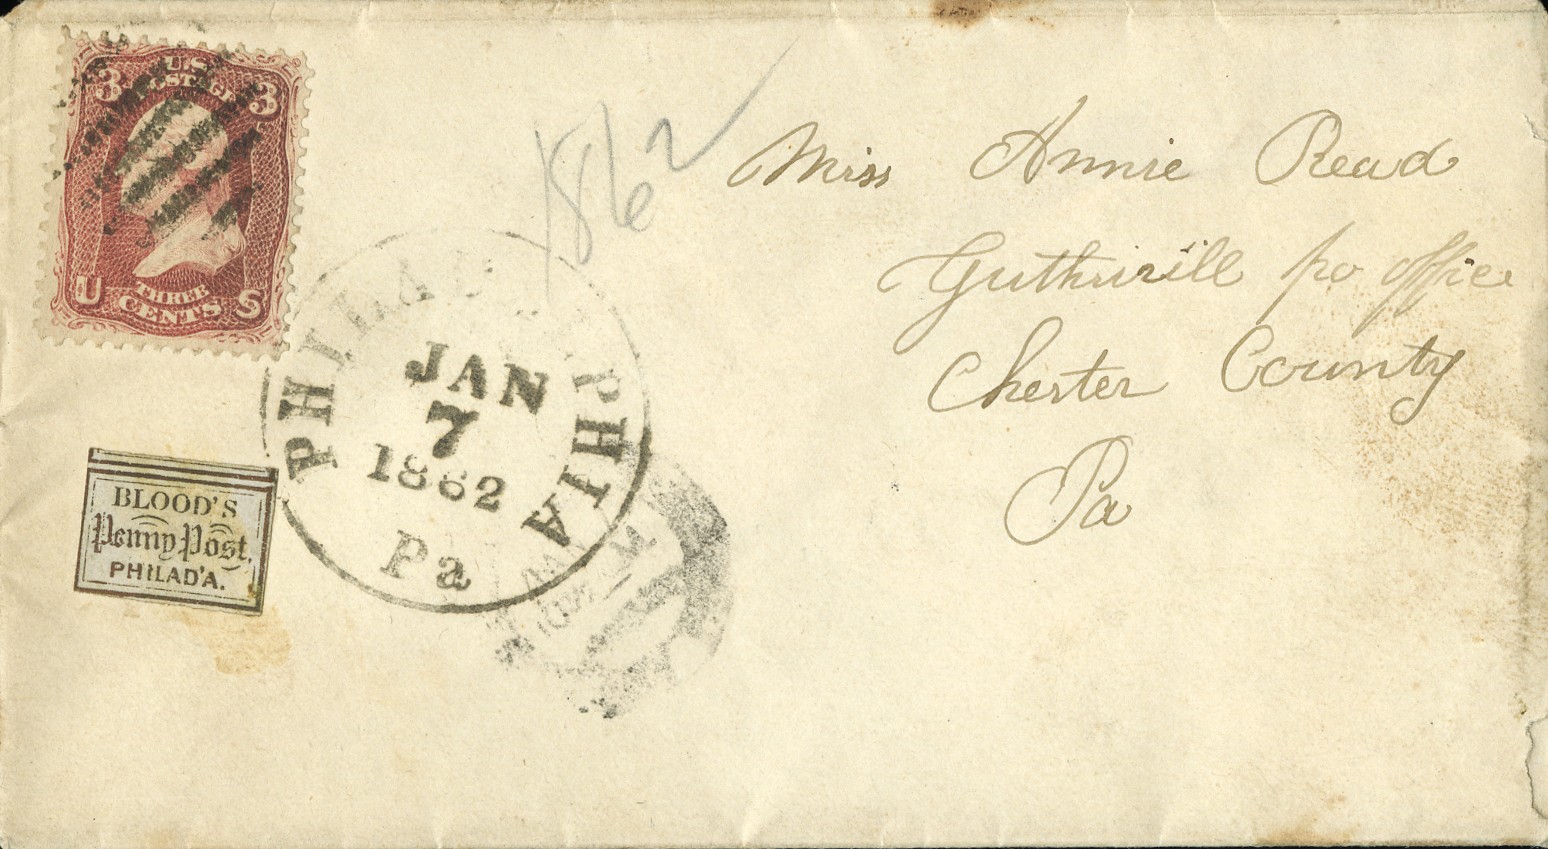 3 U.S. 3
POSTAGE
THREE
U CENTS S
1862
Miss Annie Read
Guthrieville po office
Chester County
Pa
PHILADELPHIA
JAN
7
1862
Pa
BLOOD'S
Penny Post,
PHILAD'A.